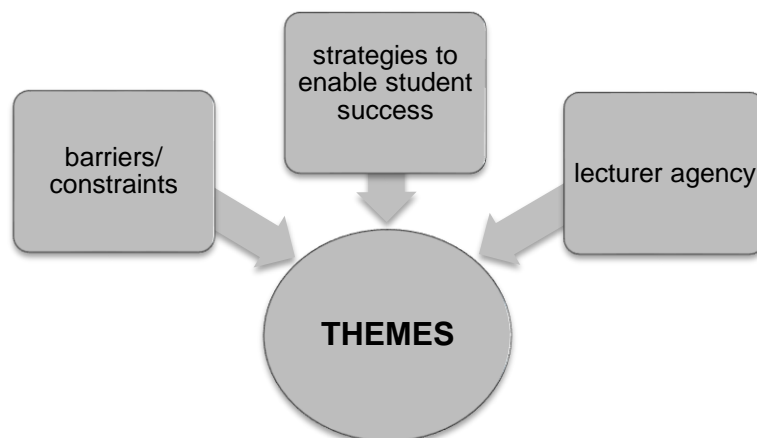 strategies to
enable student
success
barriers/
constraints
lecturer agency
THEMES